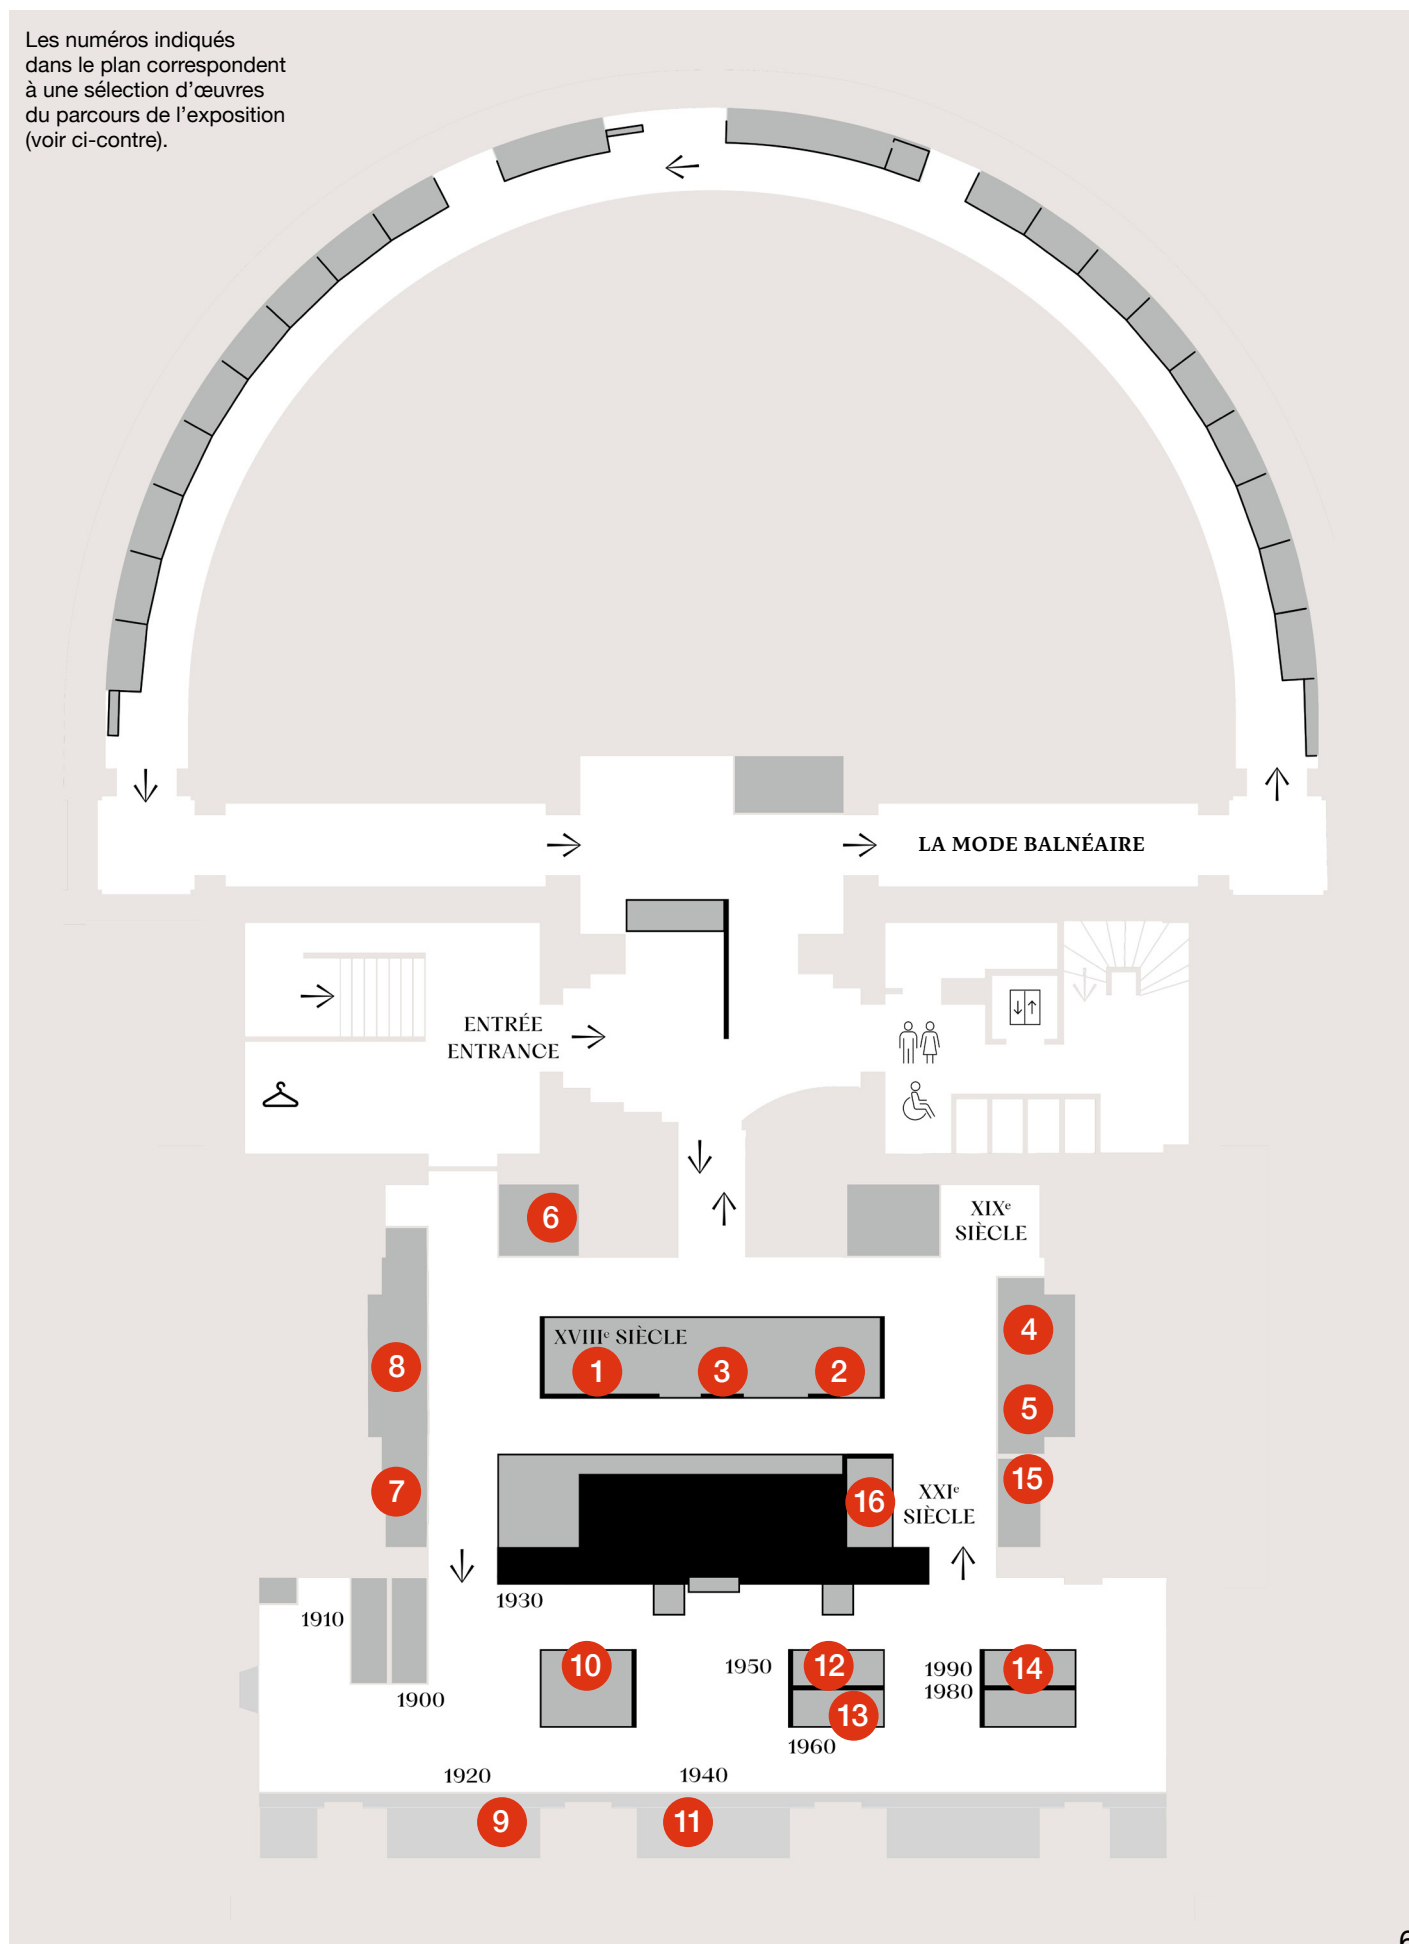 Les numéros indiqués
dans le plan correspondent
à une sélection d'œuvres
du parcours de l'exposition
(voir ci-contre).
LA MODE BALNÉAIRE
ENTRÉE
ENTRANCE
6
XIXᵉ
SIÈCLE
XVIIIᵉ SIÈCLE
4
8
1
3
2
5
7
15
16
XXIᵉ
SIÈCLE
1930
1910
10
1950
12
1990
14
1980
1900
13
1960
1920
1940
9
11